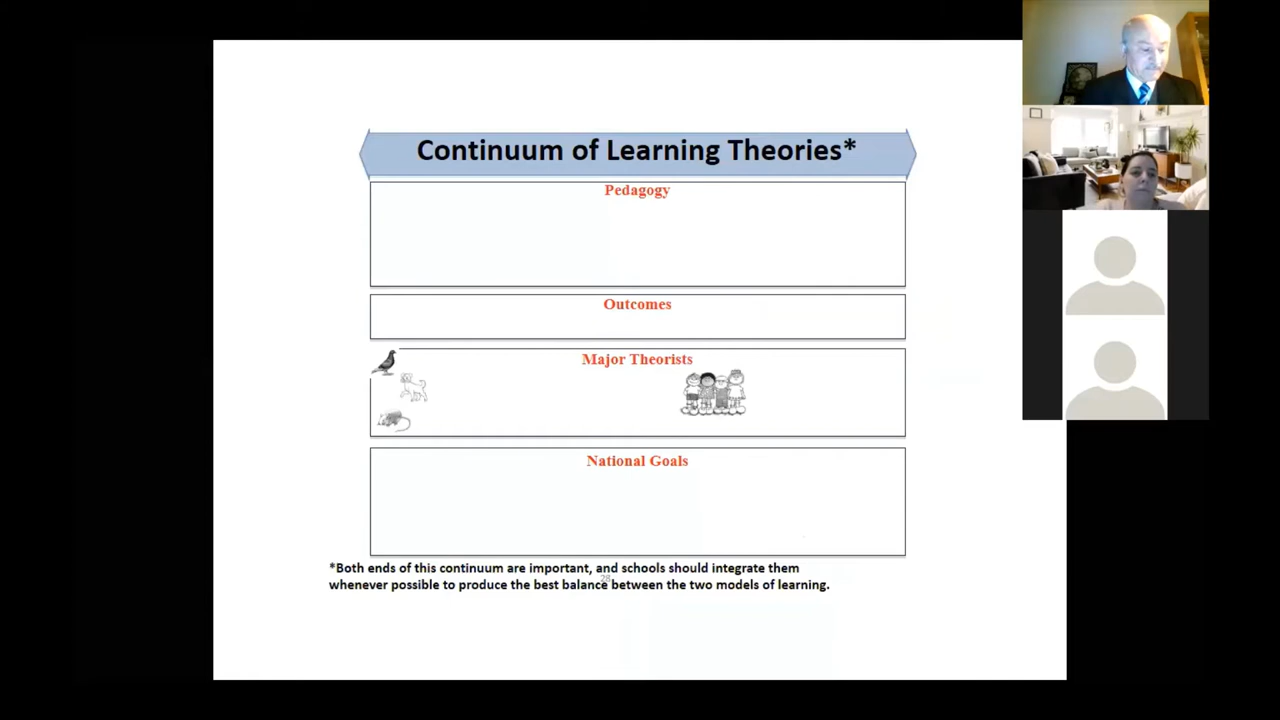 Continuum of Learning Theories*
Pedagogy
Outcomes
Major Theorists
National Goals
*Both ends of this continuum are important, and schools should integrate them
28
whenever possible to produce the best balance between the two models of learning.